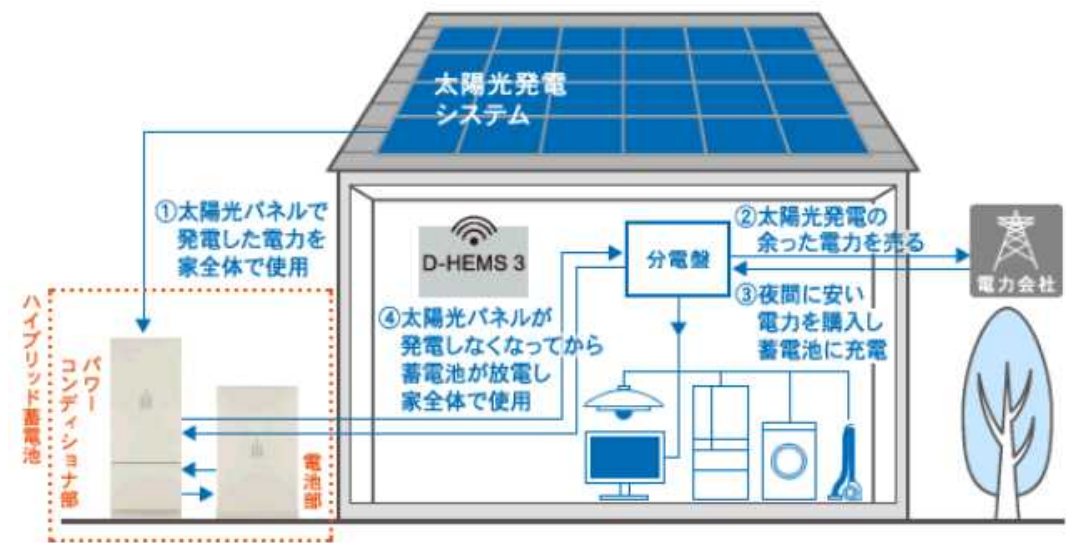 太陽光発電
システム
①太陽光パネルで
発電した電力を
家全体で使用
D-HEMS 3
分電盤
②太陽光発電の
余った電力を売る
電力会社
③夜間に安い
電力を購入し
蓄電池に充電
④太陽光パネルが
発電しなくなってから
蓄電池が放電し
家全体で使用
ハイブリッド蓄電池
パワー
コンディショナ部
電池部